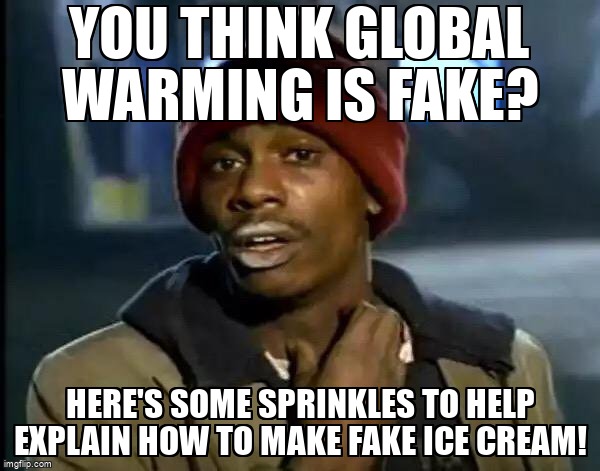 YOU THINK GLOBAL
WARMING IS FAKE?
HERE'S SOME SPRINKLES TO HELP
EXPLAIN HOW TO MAKE FAKE ICE CREAM!
imgflip.com